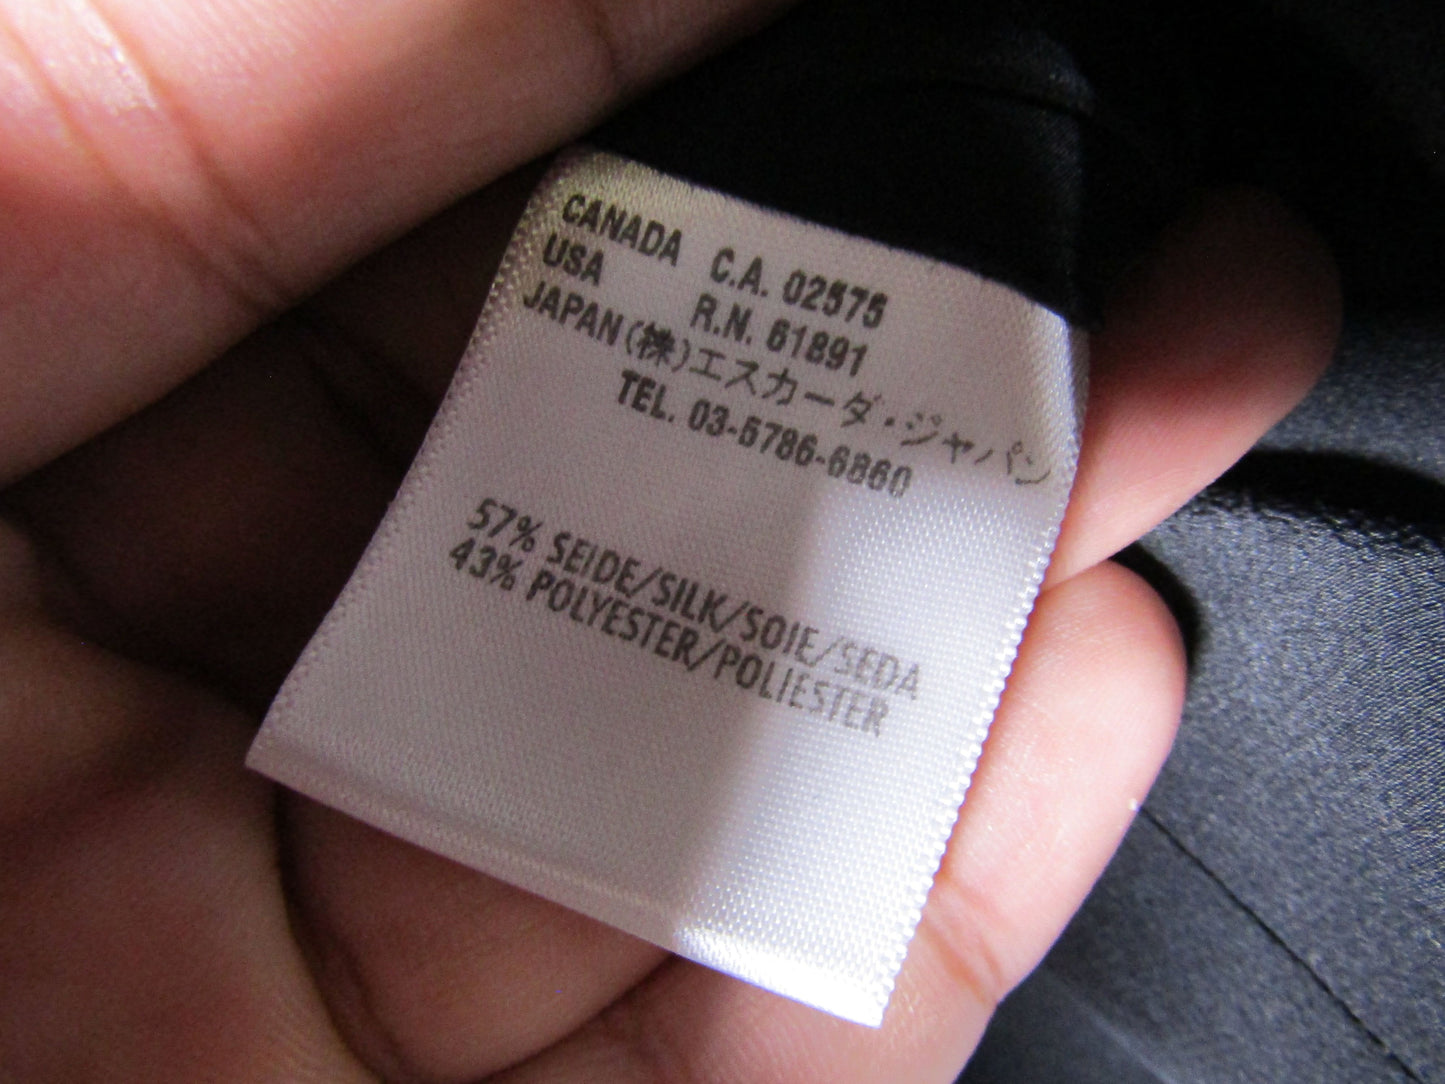 CANADA C.A. 02575
USA R.N. 61891
JAPAN (株)エスカーダ・ジャパン
TEL. 03-5786-6860
57% SEIDE/SILK/SOIE/SEDA
43% POLYESTER/POLIESTER